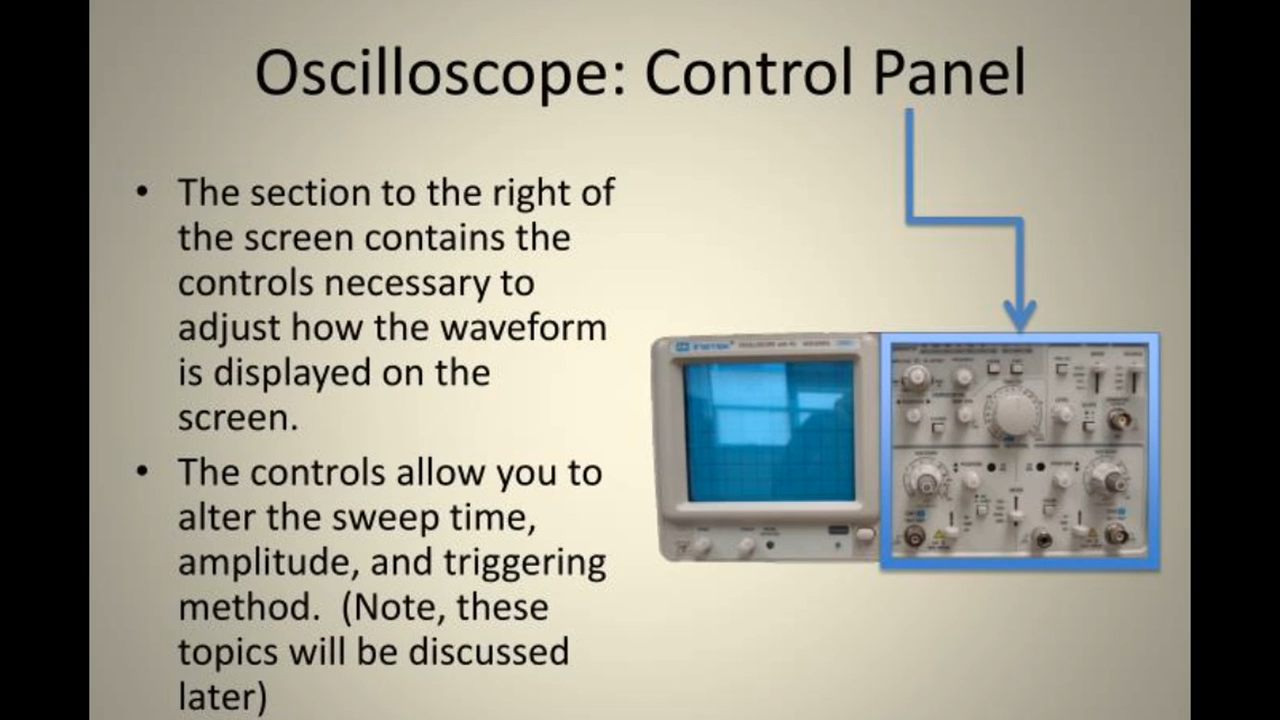 Oscilloscope: Control Panel
• The section to the right of
the screen contains the
controls necessary to
adjust how the waveform
is displayed on the
screen.
• The controls allow you to
alter the sweep time,
amplitude, and triggering
method.  (Note, these
topics will be discussed
later)